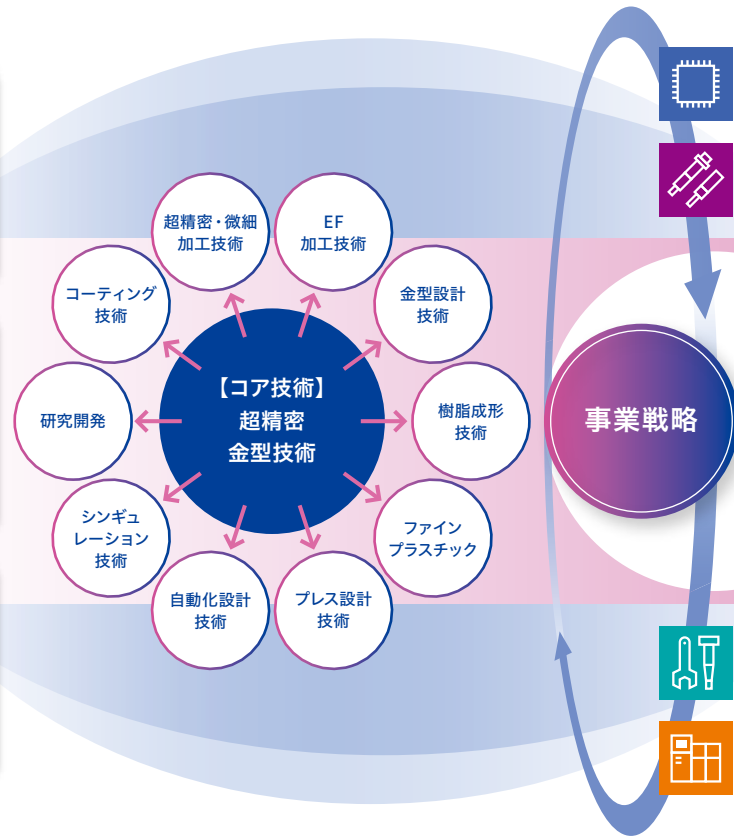 超精密・微細
加工技術
EF
加工技術
コーティング
技術
金型設計
技術
【コア技術】
超精密
金型技術
研究開発
樹脂成形
技術
事業戦略
シンギュ
レーション
技術
ファイン
プラスチック
自動化設計
技術
プレス設計
技術